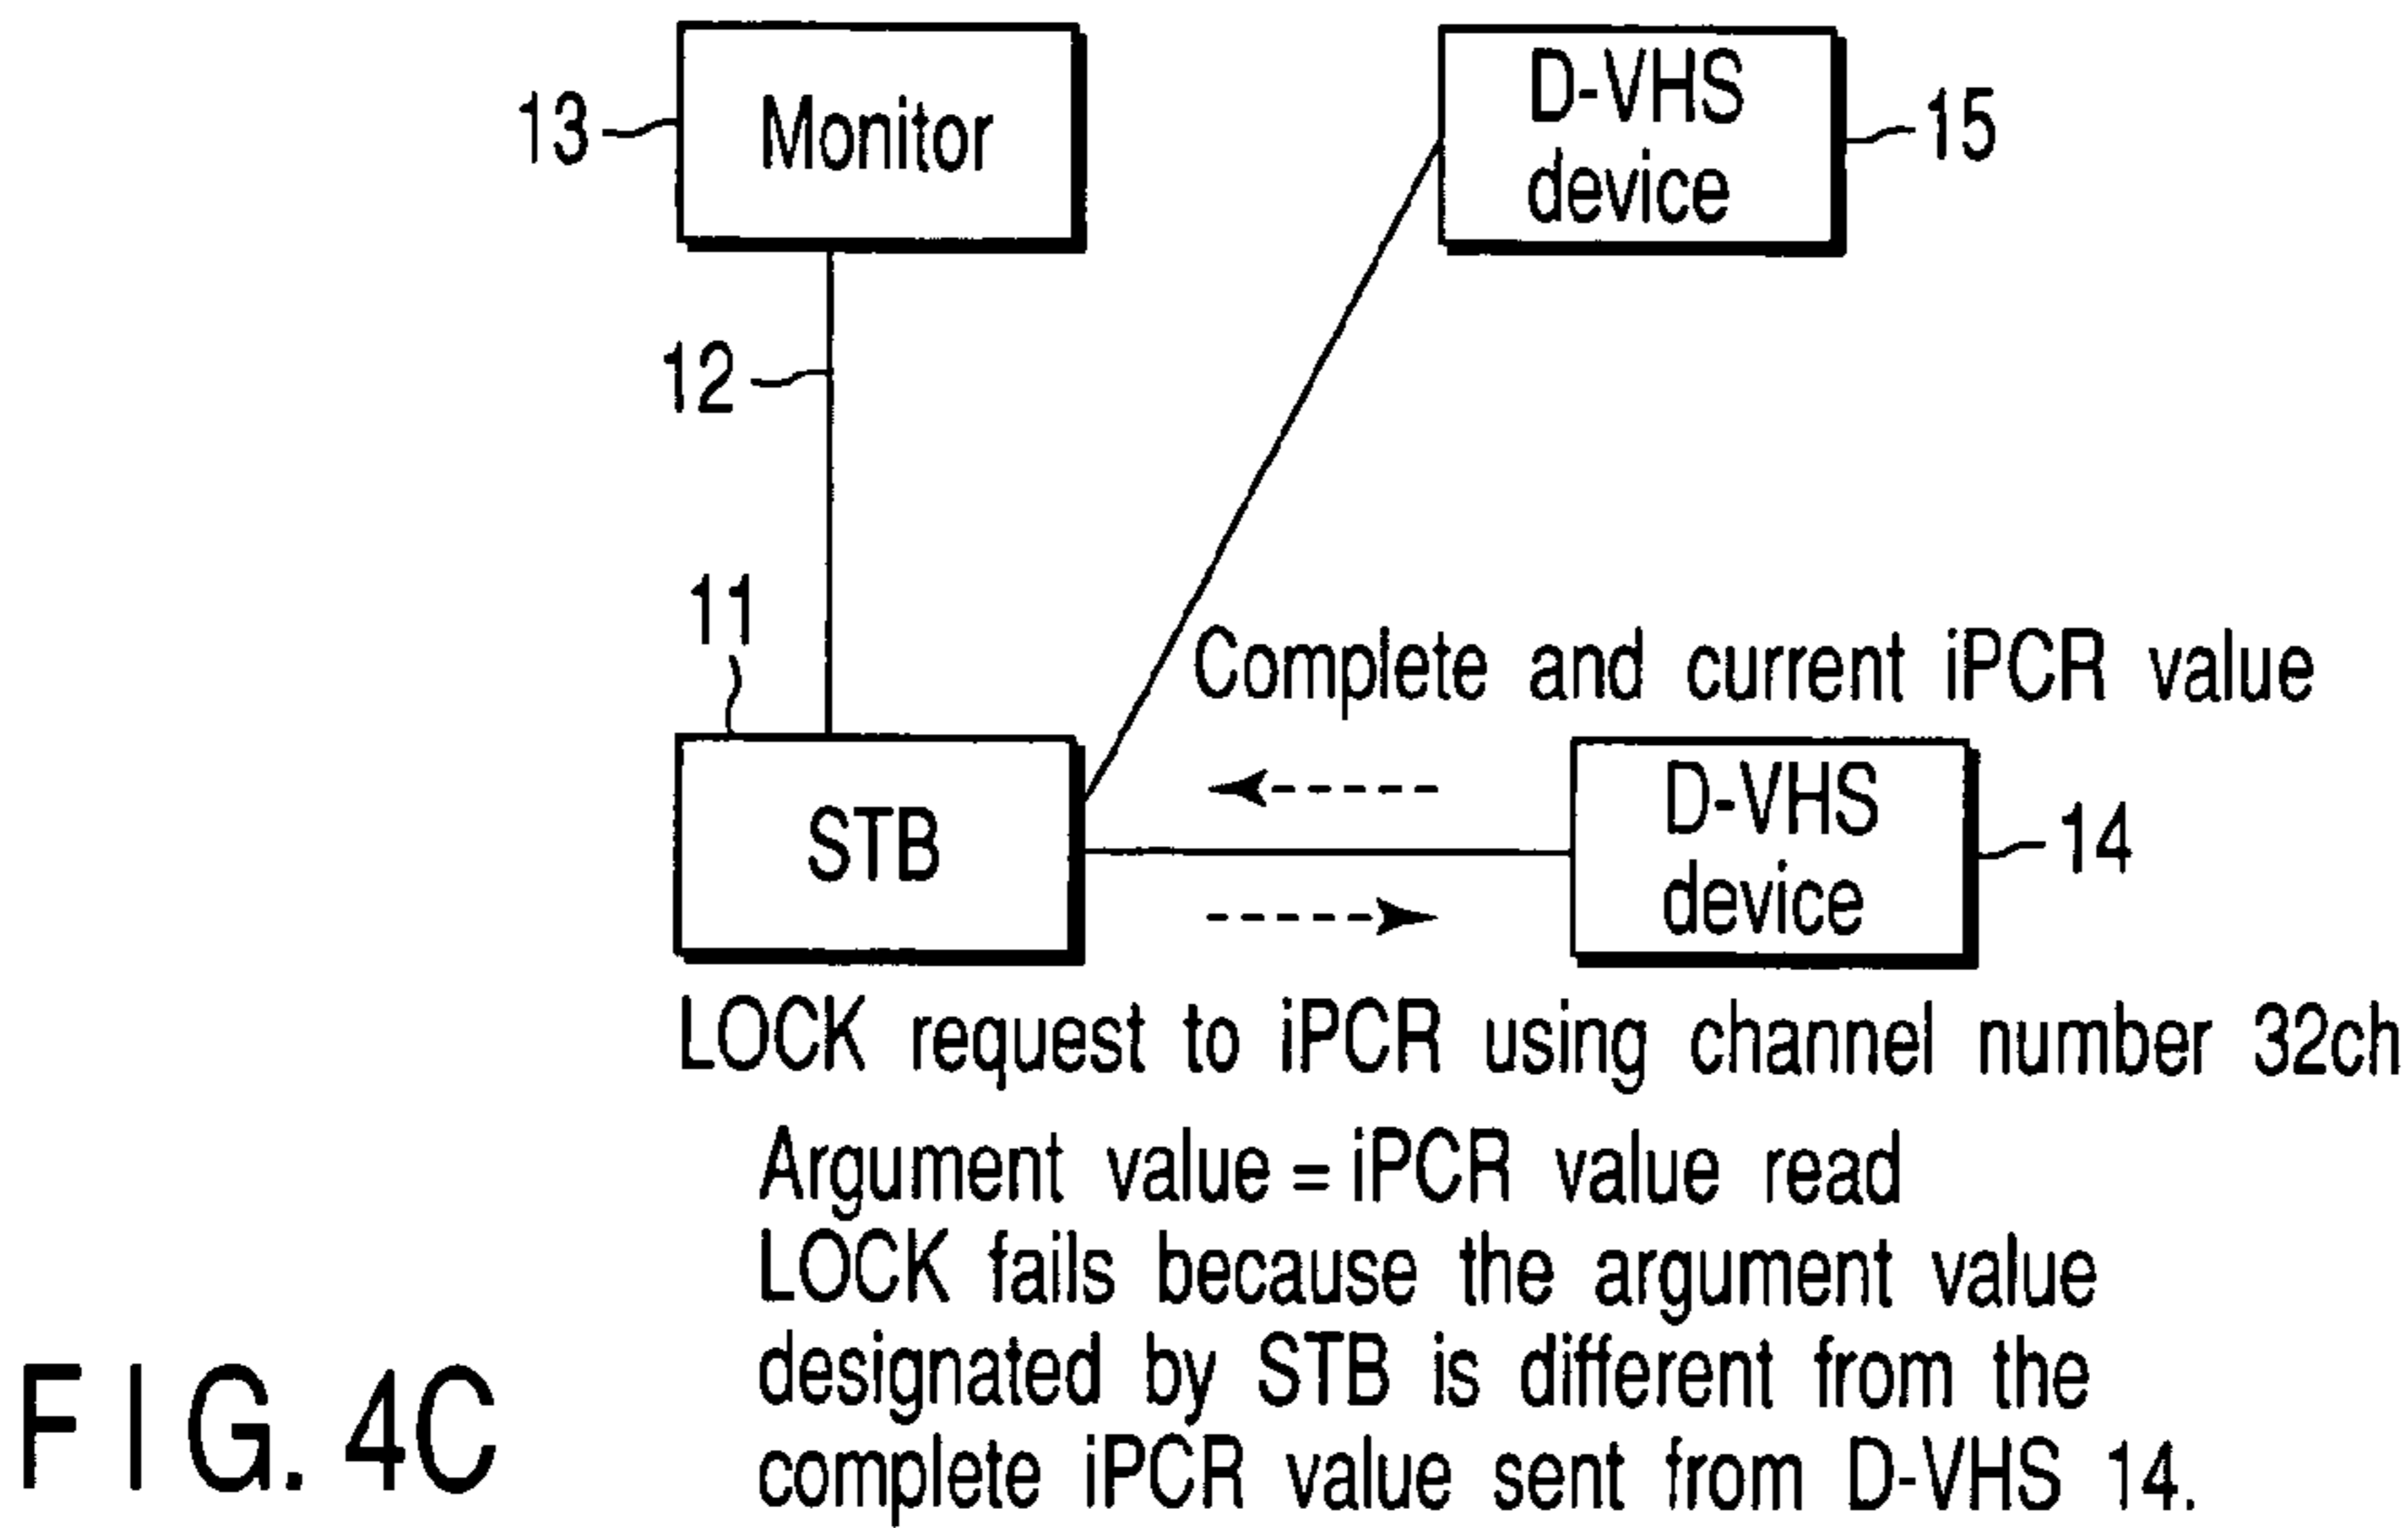 Monitor
13
D-VHS
device
15
12
11
Complete and current iPCR value
STB
D-VHS
device
14
LOCK request to iPCR using channel number 32ch
Argument value = iPCR value read
LOCK fails because the argument value
designated by STB is different from the
complete iPCR value sent from D-VHS 14.
FIG. 4C